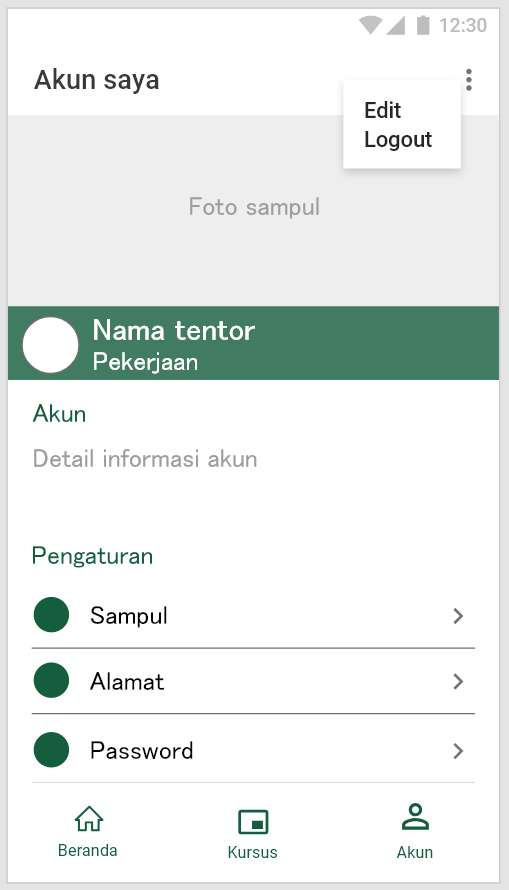 12:30
Akun saya
Edit
Logout
Foto sampul
Nama tentor
Pekerjaan
Akun
Detail informasi akun
Pengaturan
Sampul
Alamat
Password
Beranda
Kursus
Akun